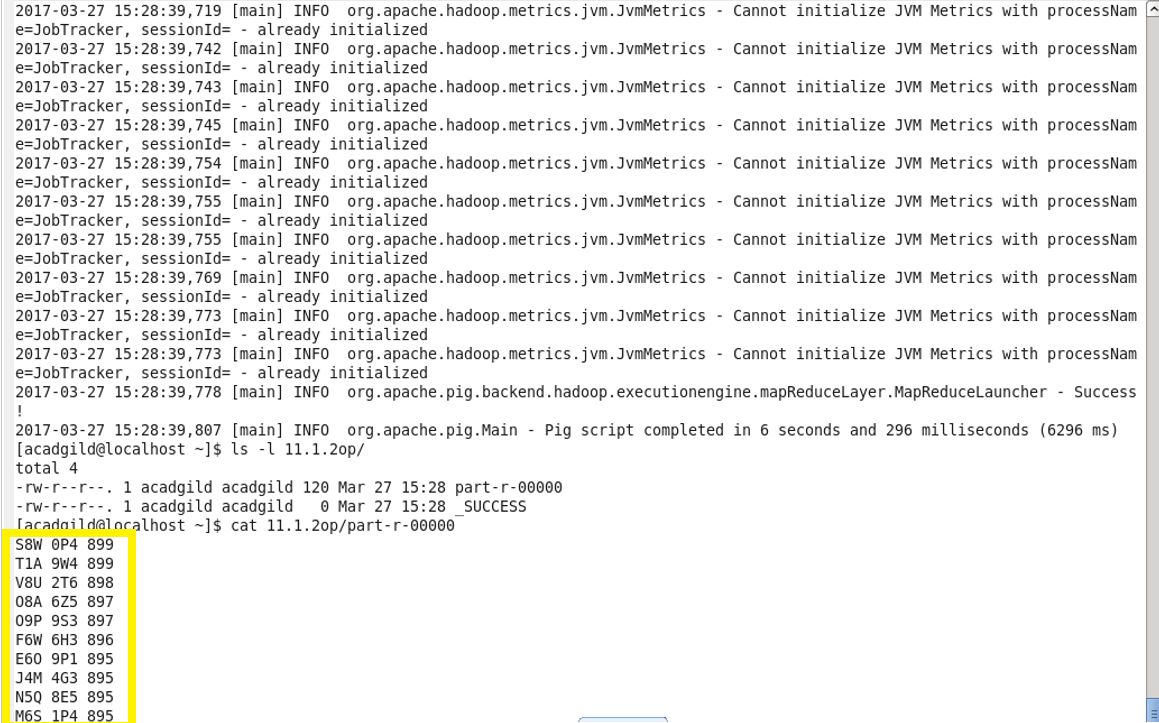 2017-03-27 15:28:39,719 [main] INFO  org.apache.hadoop.metrics.jvm.JvmMetrics - Cannot initialize JVM Metrics with processNam
e=JobTracker, sessionId= - already initialized
2017-03-27 15:28:39,742 [main] INFO  org.apache.hadoop.metrics.jvm.JvmMetrics - Cannot initialize JVM Metrics with processNam
e=JobTracker, sessionId= - already initialized
2017-03-27 15:28:39,743 [main] INFO  org.apache.hadoop.metrics.jvm.JvmMetrics - Cannot initialize JVM Metrics with processNam
e=JobTracker, sessionId= - already initialized
2017-03-27 15:28:39,745 [main] INFO  org.apache.hadoop.metrics.jvm.JvmMetrics - Cannot initialize JVM Metrics with processNam
e=JobTracker, sessionId= - already initialized
2017-03-27 15:28:39,754 [main] INFO  org.apache.hadoop.metrics.jvm.JvmMetrics - Cannot initialize JVM Metrics with processNam
e=JobTracker, sessionId= - already initialized
2017-03-27 15:28:39,755 [main] INFO  org.apache.hadoop.metrics.jvm.JvmMetrics - Cannot initialize JVM Metrics with processNam
e=JobTracker, sessionId= - already initialized
2017-03-27 15:28:39,755 [main] INFO  org.apache.hadoop.metrics.jvm.JvmMetrics - Cannot initialize JVM Metrics with processNam
e=JobTracker, sessionId= - already initialized
2017-03-27 15:28:39,769 [main] INFO  org.apache.hadoop.metrics.jvm.JvmMetrics - Cannot initialize JVM Metrics with processNam
e=JobTracker, sessionId= - already initialized
2017-03-27 15:28:39,773 [main] INFO  org.apache.hadoop.metrics.jvm.JvmMetrics - Cannot initialize JVM Metrics with processNam
e=JobTracker, sessionId= - already initialized
2017-03-27 15:28:39,773 [main] INFO  org.apache.hadoop.metrics.jvm.JvmMetrics - Cannot initialize JVM Metrics with processNam
e=JobTracker, sessionId= - already initialized
2017-03-27 15:28:39,778 [main] INFO  org.apache.pig.backend.hadoop.executionengine.mapReduceLayer.MapReduceLauncher - Success
!
2017-03-27 15:28:39,807 [main] INFO  org.apache.pig.Main - Pig script completed in 6 seconds and 296 milliseconds (6296 ms)
[acadgild@localhost ~]$ ls -l 11.1.2op/
total 4
-rw-r--r--. 1 acadgild acadgild 120 Mar 27 15:28 part-r-00000
-rw-r--r--. 1 acadgild acadgild   0 Mar 27 15:28 _SUCCESS
[acadgild@localhost ~]$ cat 11.1.2op/part-r-00000
S8W 0P4 899
T1A 9W4 899
V8U 2T6 898
O8A 6Z5 897
O9P 9S3 897
F6W 6H3 896
E6O 9P1 895
J4M 4G3 895
N5Q 8E5 895
M6S 1P4 895